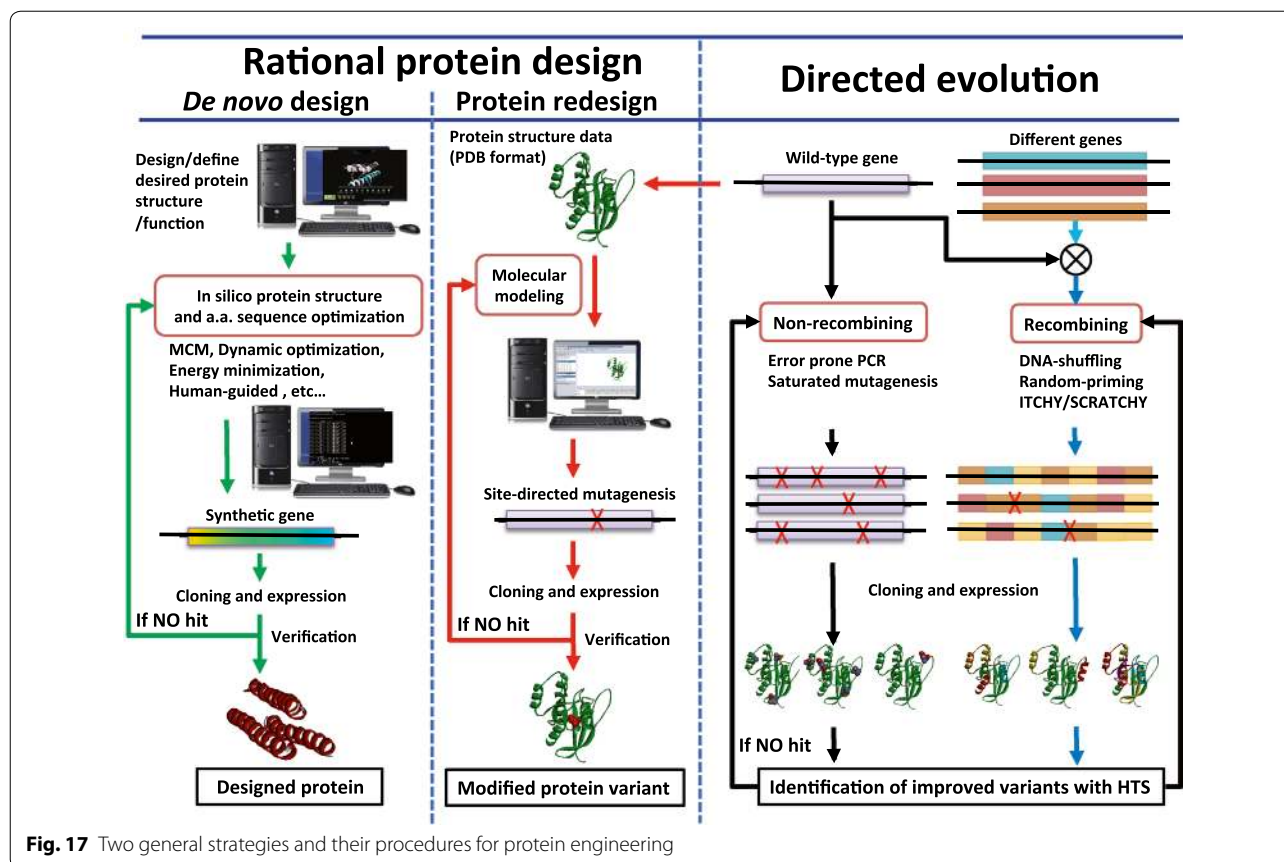 Rational protein design
De novo design
Protein redesign
Directed evolution
Design/define
desired protein
structure
/function
In silico protein structure
and a.a. sequence optimization
MCM, Dynamic optimization,
Energy minimization,
Human-guided , etc...
Synthetic gene
Cloning and expression
If NO hit
Verification
Designed protein
Protein structure data
(PDB format)
Molecular
modeling
Site-directed mutagenesis
Cloning and expression
If NO hit
Verification
Modified protein variant
Wild-type gene
Different genes
Non-recombining
Recombining
Error prone PCR
Saturated mutagenesis
DNA-shuffling
Random-priming
ITCHY/SCRATCHY
Cloning and expression
If NO hit
Identification of improved variants with HTS
Fig. 17 Two general strategies and their procedures for protein engineering